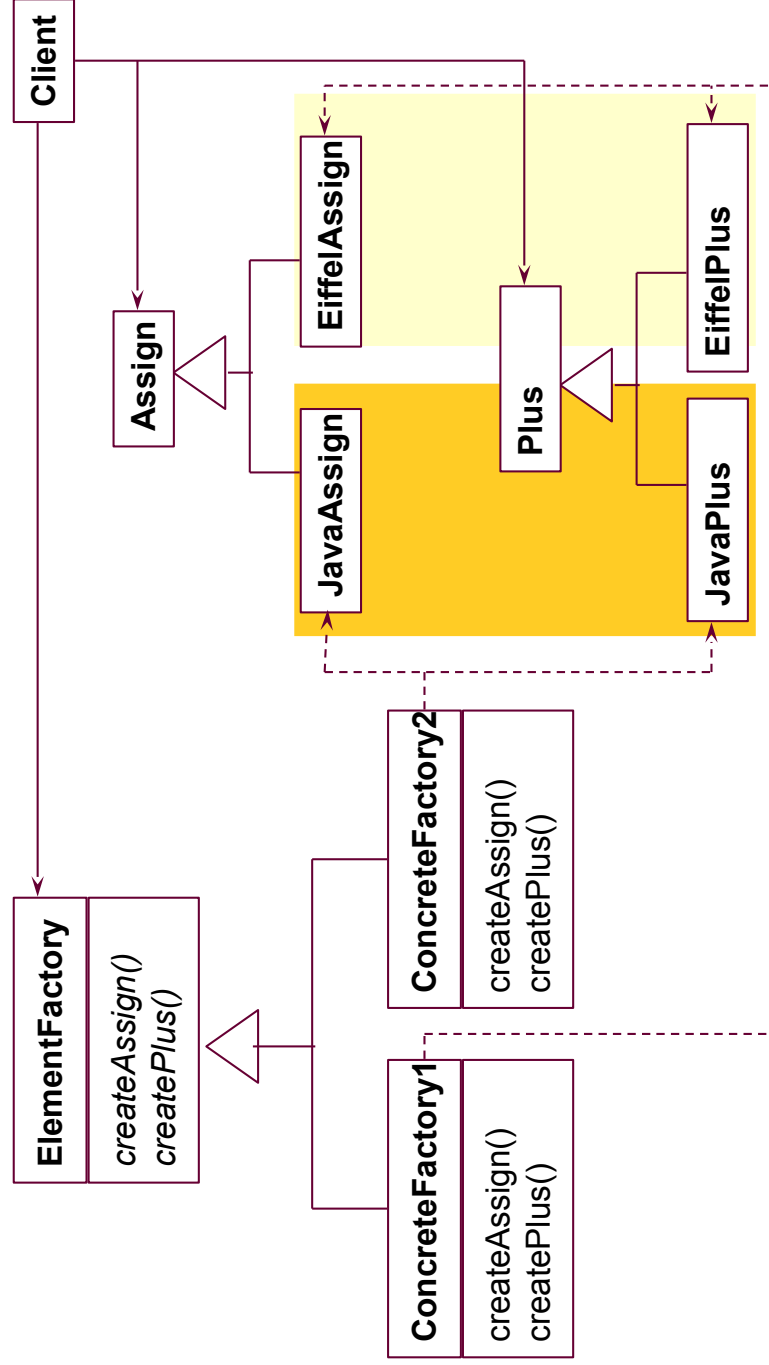 Client
ElementFactory
createAssign()
createPlus()
Assign
JavaAssign
EiffelAssign
ConcreteFactory1
createAssign()
createPlus()
ConcreteFactory2
createAssign()
createPlus()
Plus
JavaPlus
EiffelPlus